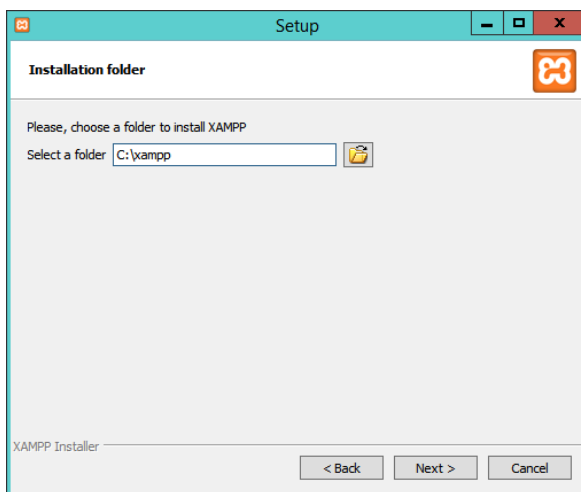 Setup
Installation folder
Please, choose a folder to install XAMPP
Select a folder C:\xampp
XAMPP Installer
< Back Next > Cancel